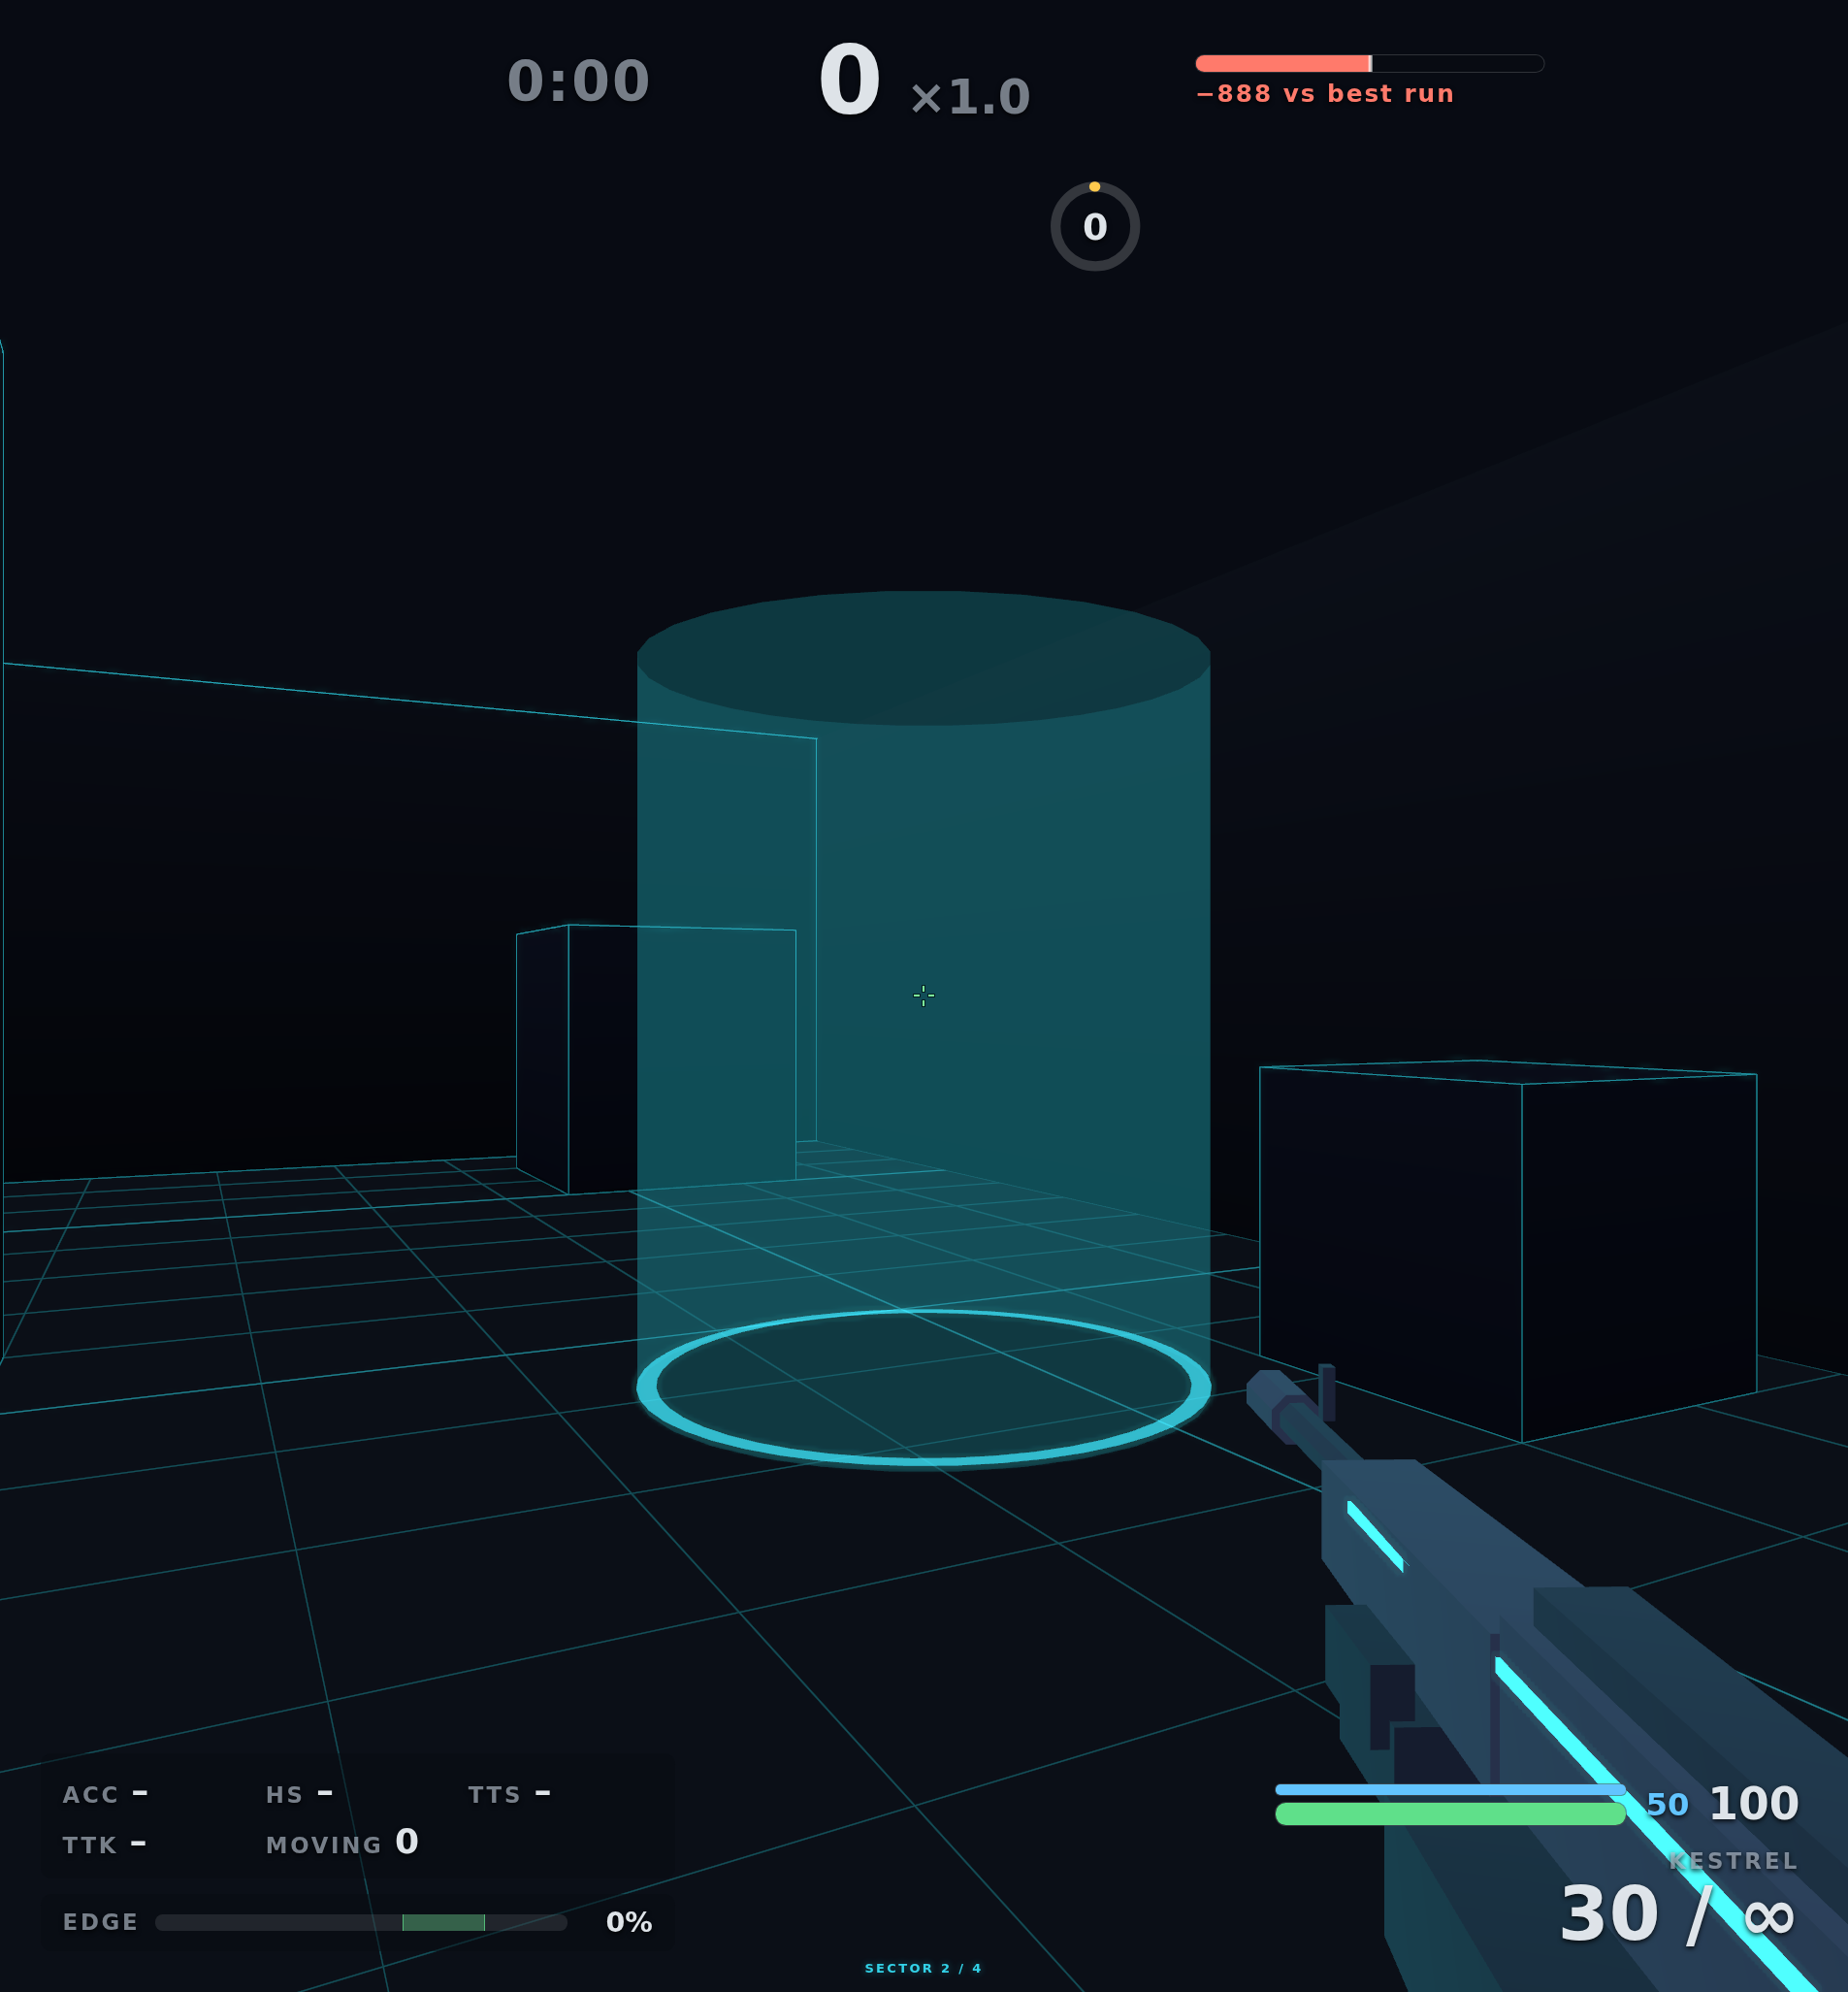 0:00
0 ×1.0
−888 vs best run
0
ACC – HS – TTS –
TTK – MOVING 0
EDGE 0%
50 100
KESTREL
30 / ∞
SECTOR 2 / 4